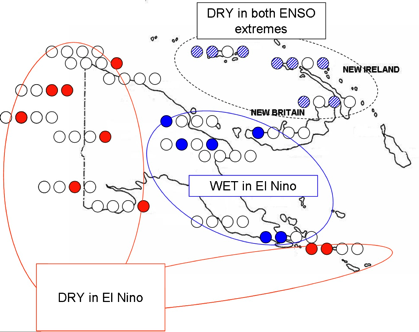 DRY in both ENSO
extremes
NEW IRELAND
NEW BRITAIN
WET in El Nino
DRY in El Nino